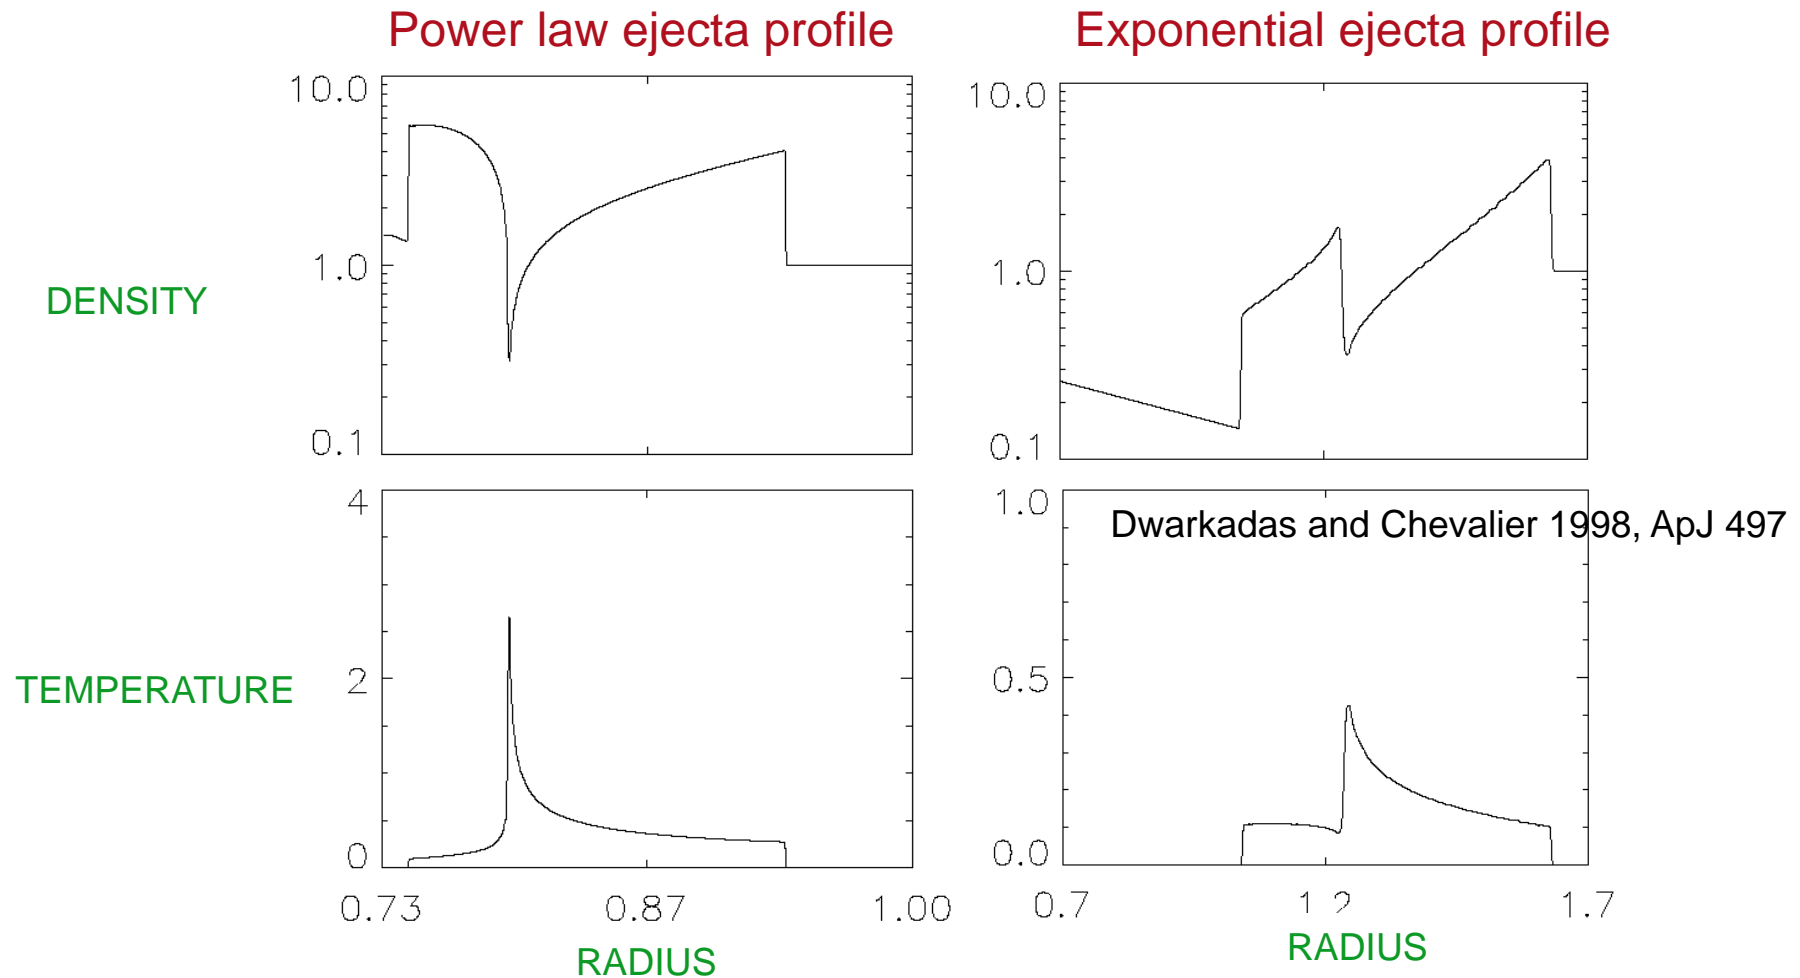 Power law ejecta profile
Exponential ejecta profile
10.0
1.0
0.1
10.0
1.0
0.1
DENSITY
4
2
0
1.0
0.5
0.0
Dwarkadas and Chevalier 1998, ApJ 497
TEMPERATURE
0.73 0.87 1.00
0.7 1.2 1.7
RADIUS
RADIUS